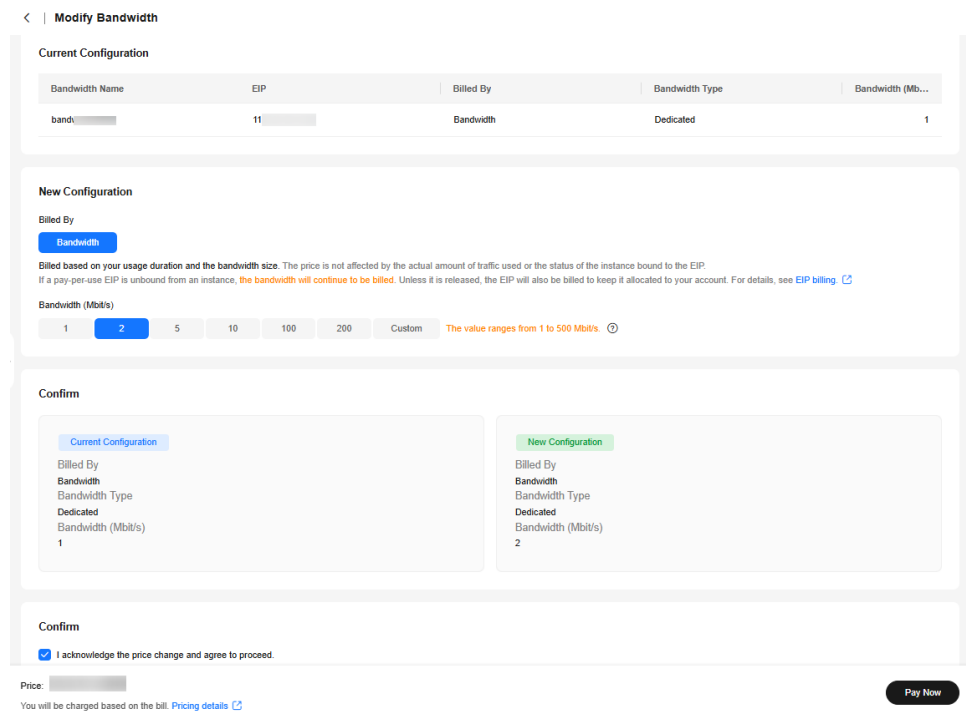 Modify Bandwidth
Current Configuration
Bandwidth Name EIP Billed By Bandwidth Type Bandwidth (Mb...
Bandwidth Dedicated 1
New Configuration
Billed By
Bandwidth
Billed based on your usage duration and the bandwidth size. The price is not affected by the actual amount of traffic used or the status of the instance bound to the EIP.
If a pay-per-use EIP is unbound from an instance, the bandwidth will continue to be billed. Unless it is released, the EIP will also be billed to keep it allocated to your account. For details, see EIP billing.
Bandwidth (Mbit/s)
1 2 5 10 100 200 Custom The value ranges from 1 to 500 Mbit/s.
Confirm
Current Configuration
Billed By
Bandwidth
Bandwidth Type
Dedicated
Bandwidth (Mbit/s)
1
New Configuration
Billed By
Bandwidth
Bandwidth Type
Dedicated
Bandwidth (Mbit/s)
2
Confirm
I acknowledge the price change and agree to proceed.
Price:
You will be charged based on the bill. Pricing details
Pay Now